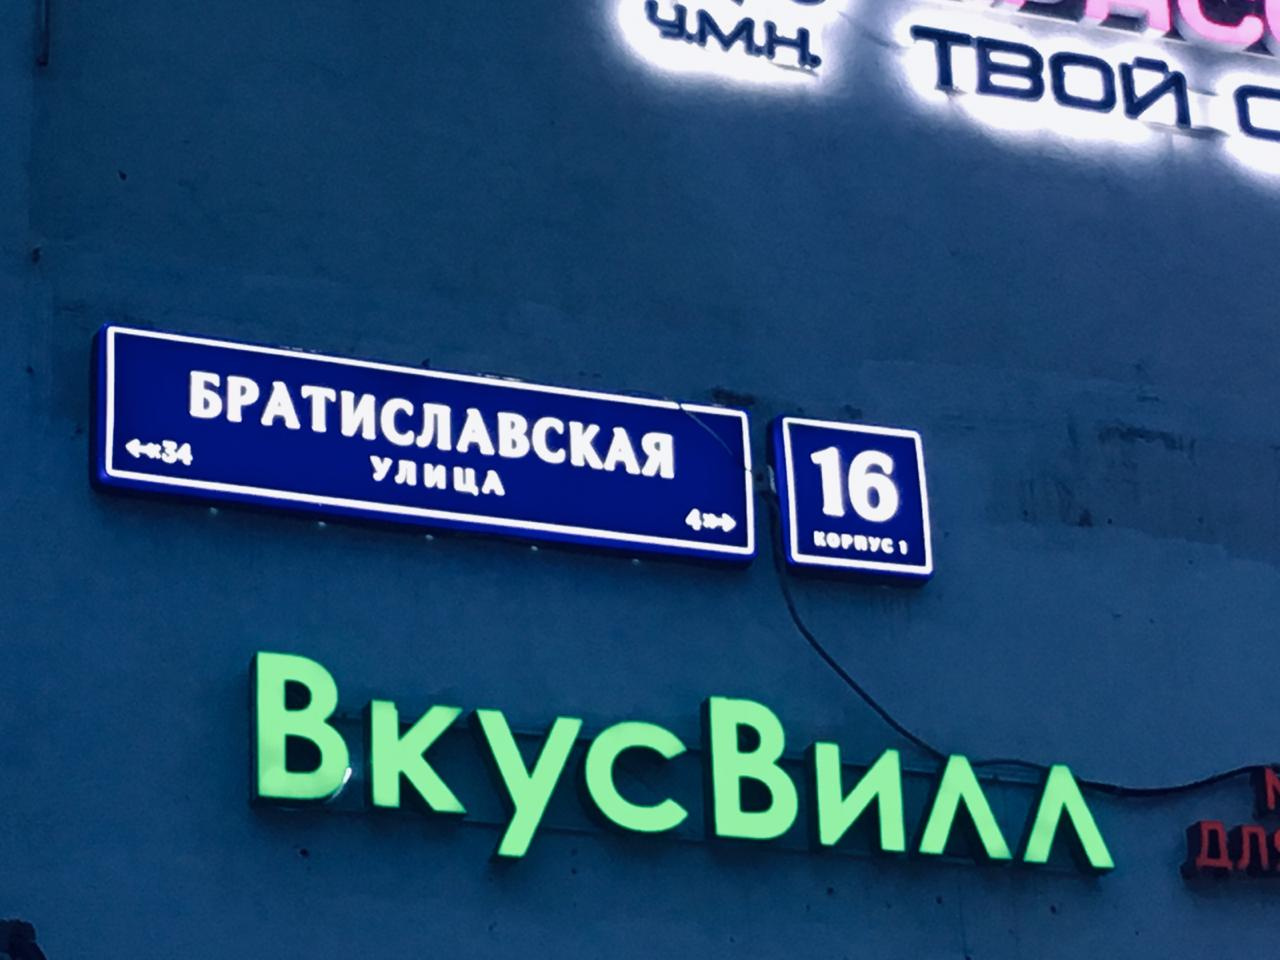 У.М.Н.
ТВОЙ
БРАТИСЛАВСКАЯ
УЛИЦА
←«34
4»→
16
КОРПУС 1
ВкусВилл